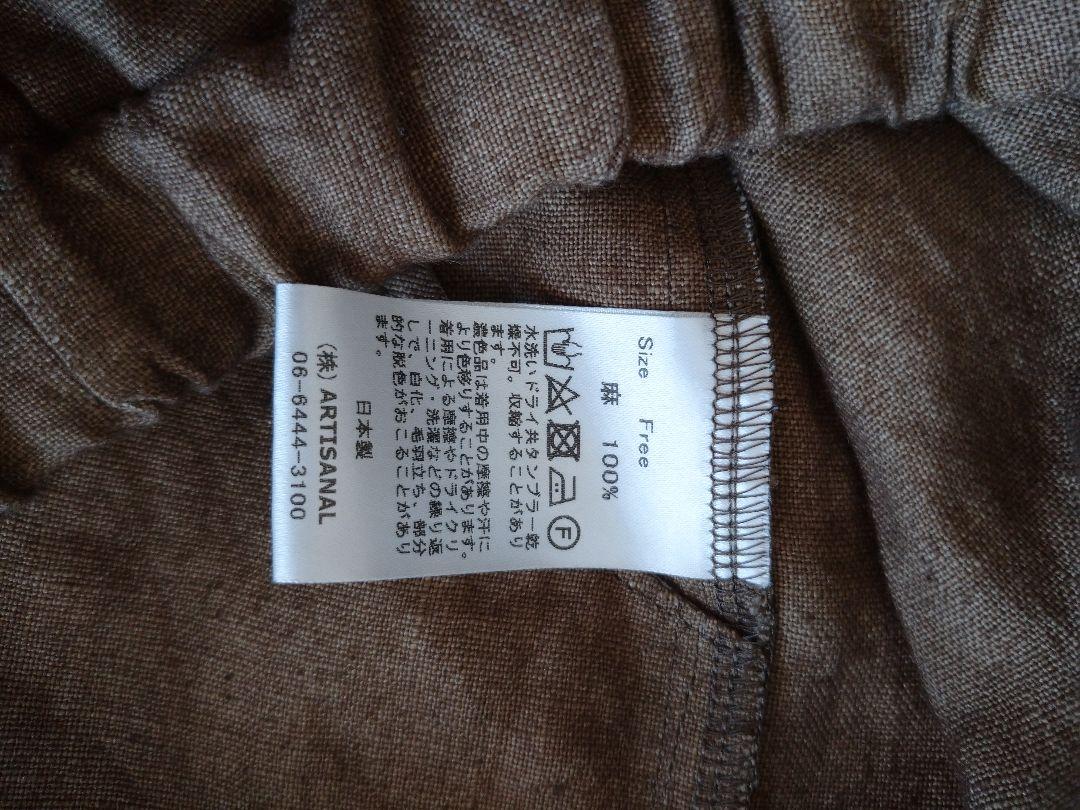 Size Free
麻 100%
F
水洗いドライ共タンブラー乾
燥不可。収縮することがあり
ます。
濃色品は着用中の摩擦や汗に
より色移りすることがあります。
着用による摩擦やドライクリ
ーニング・洗濯などの繰り返
しで、白化、毛羽立ち、部分
的な脱色がおこることがあり
ます。
日本製
(株) ARTISANAL
06-6444-3100